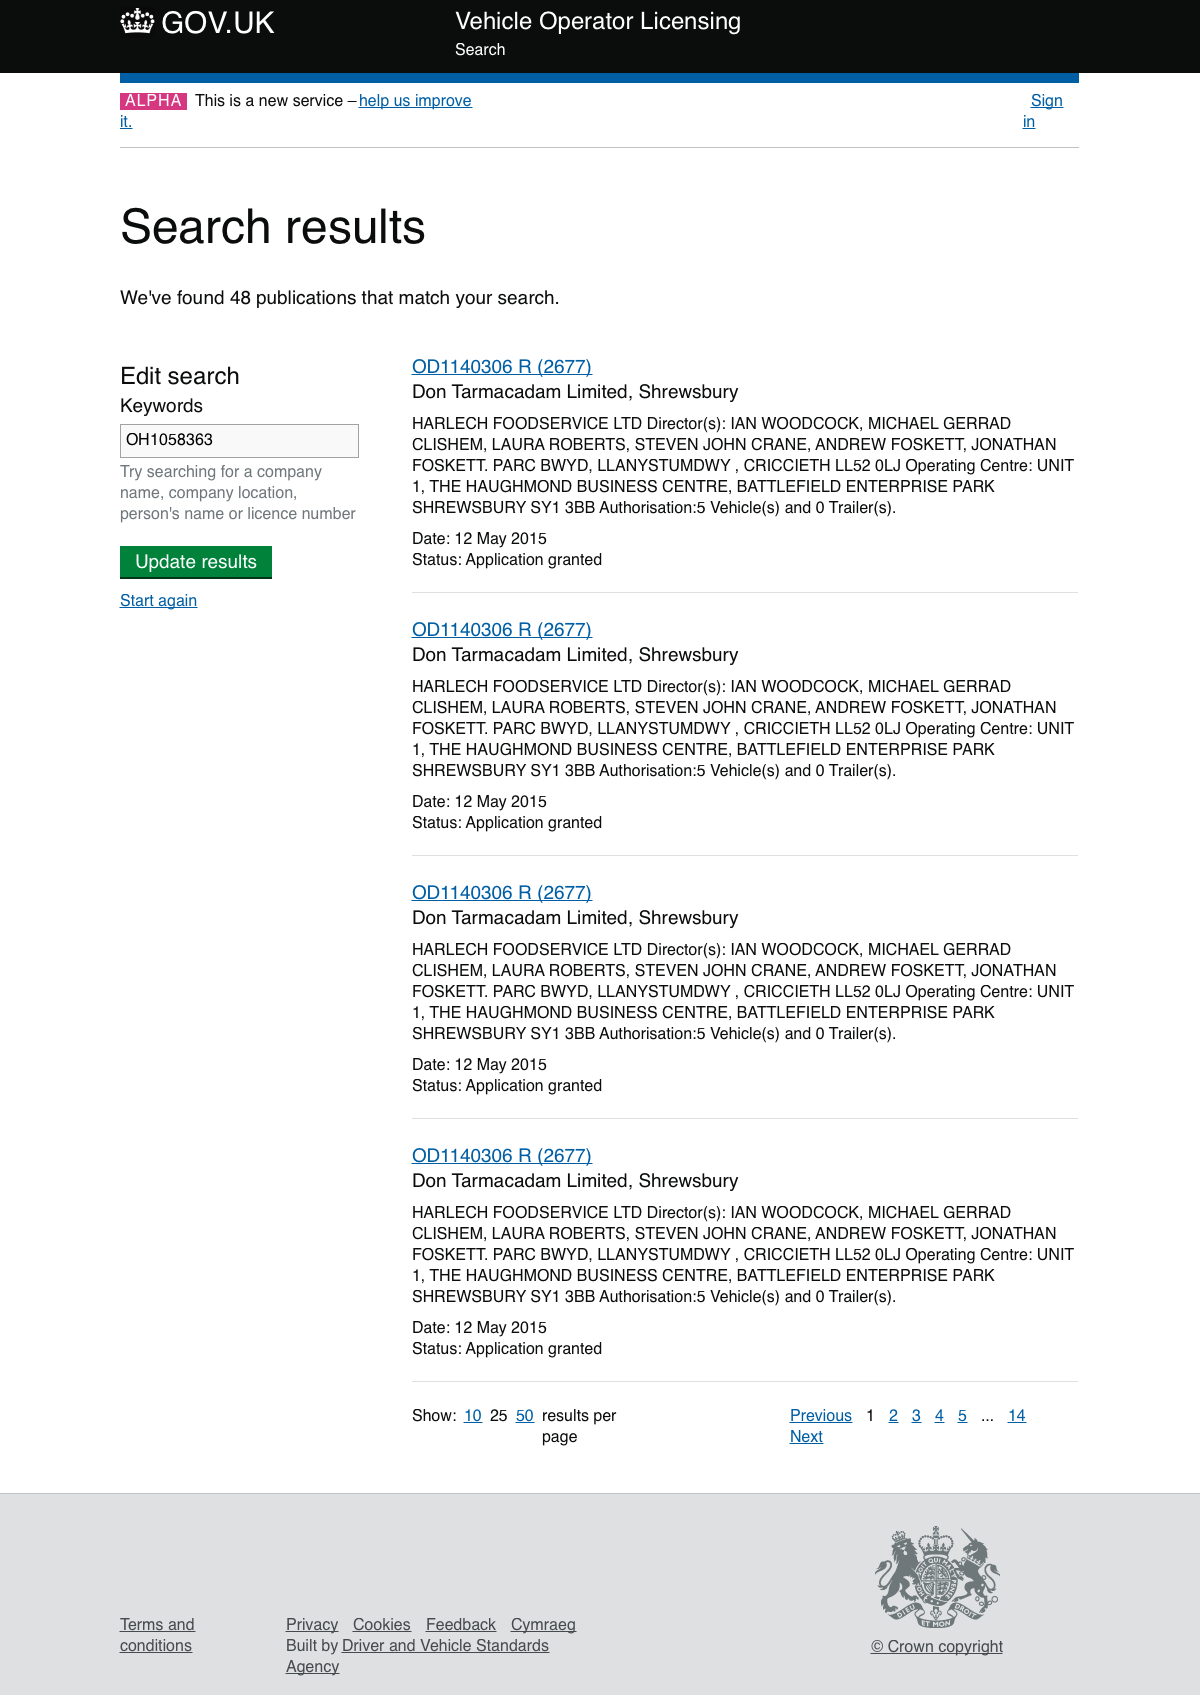 GOV.UK
Vehicle Operator Licensing
Search
ALPHA This is a new service – help us improve it.
Sign in
Search results
We've found 48 publications that match your search.
Edit search
Keywords
OH1058363
Try searching for a company
name, company location,
person's name or licence number
Update results
Start again
OD1140306 R (2677)
Don Tarmacadam Limited, Shrewsbury
HARLECH FOODSERVICE LTD Director(s): IAN WOODCOCK, MICHAEL GERRAD
CLISHEM, LAURA ROBERTS, STEVEN JOHN CRANE, ANDREW FOSKETT, JONATHAN
FOSKETT. PARC BWYD, LLANYSTUMDWY , CRICCIETH LL52 0LJ Operating Centre: UNIT
1, THE HAUGHMOND BUSINESS CENTRE, BATTLEFIELD ENTERPRISE PARK
SHREWSBURY SY1 3BB Authorisation:5 Vehicle(s) and 0 Trailer(s).
Date: 12 May 2015
Status: Application granted
OD1140306 R (2677)
Don Tarmacadam Limited, Shrewsbury
HARLECH FOODSERVICE LTD Director(s): IAN WOODCOCK, MICHAEL GERRAD
CLISHEM, LAURA ROBERTS, STEVEN JOHN CRANE, ANDREW FOSKETT, JONATHAN
FOSKETT. PARC BWYD, LLANYSTUMDWY , CRICCIETH LL52 0LJ Operating Centre: UNIT
1, THE HAUGHMOND BUSINESS CENTRE, BATTLEFIELD ENTERPRISE PARK
SHREWSBURY SY1 3BB Authorisation:5 Vehicle(s) and 0 Trailer(s).
Date: 12 May 2015
Status: Application granted
OD1140306 R (2677)
Don Tarmacadam Limited, Shrewsbury
HARLECH FOODSERVICE LTD Director(s): IAN WOODCOCK, MICHAEL GERRAD
CLISHEM, LAURA ROBERTS, STEVEN JOHN CRANE, ANDREW FOSKETT, JONATHAN
FOSKETT. PARC BWYD, LLANYSTUMDWY , CRICCIETH LL52 0LJ Operating Centre: UNIT
1, THE HAUGHMOND BUSINESS CENTRE, BATTLEFIELD ENTERPRISE PARK
SHREWSBURY SY1 3BB Authorisation:5 Vehicle(s) and 0 Trailer(s).
Date: 12 May 2015
Status: Application granted
OD1140306 R (2677)
Don Tarmacadam Limited, Shrewsbury
HARLECH FOODSERVICE LTD Director(s): IAN WOODCOCK, MICHAEL GERRAD
CLISHEM, LAURA ROBERTS, STEVEN JOHN CRANE, ANDREW FOSKETT, JONATHAN
FOSKETT. PARC BWYD, LLANYSTUMDWY , CRICCIETH LL52 0LJ Operating Centre: UNIT
1, THE HAUGHMOND BUSINESS CENTRE, BATTLEFIELD ENTERPRISE PARK
SHREWSBURY SY1 3BB Authorisation:5 Vehicle(s) and 0 Trailer(s).
Date: 12 May 2015
Status: Application granted
Show: 10 25 50 results per
page
Previous 1 2 3 4 5 ... 14
Next
Terms and
conditions
Privacy Cookies Feedback Cymraeg
Built by Driver and Vehicle Standards
Agency
DIEU ET MON DROIT
© Crown copyright